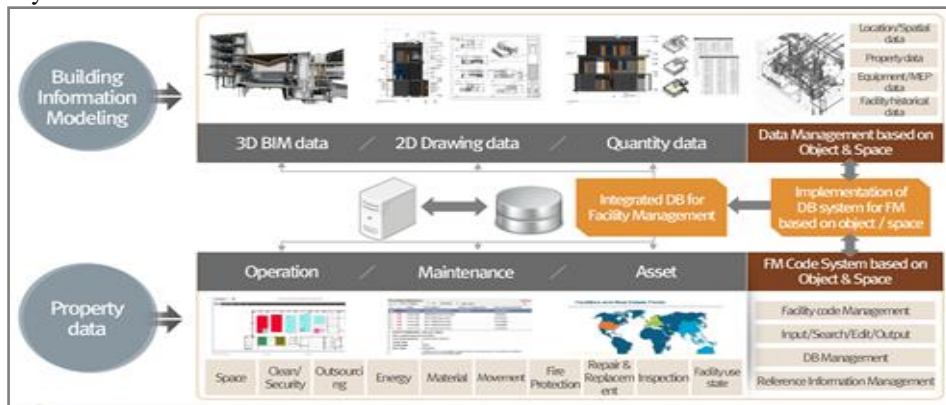 Building
Information
Modeling
Location/Spatial
data
Property data
Equipment/MEP
data
Facility historical
data
3D BIM data / 2D Drawing data / Quantity data
Data Management based on
Object & Space
Integrated DB for
Facility Management
Implementation of
DB system for FM
based on object / space
Property
data
Operation / Maintenance / Asset
FM Code System based on
Object & Space
Facility code Management
Input/Search/Edit/Output
DB Management
Reference Information Management
Space
Clean/
Security
Outsourci
ng
Energy
Material
Movement
Fire
Protection
Repair &
Replacem
ent
Inspection
Facility use
state